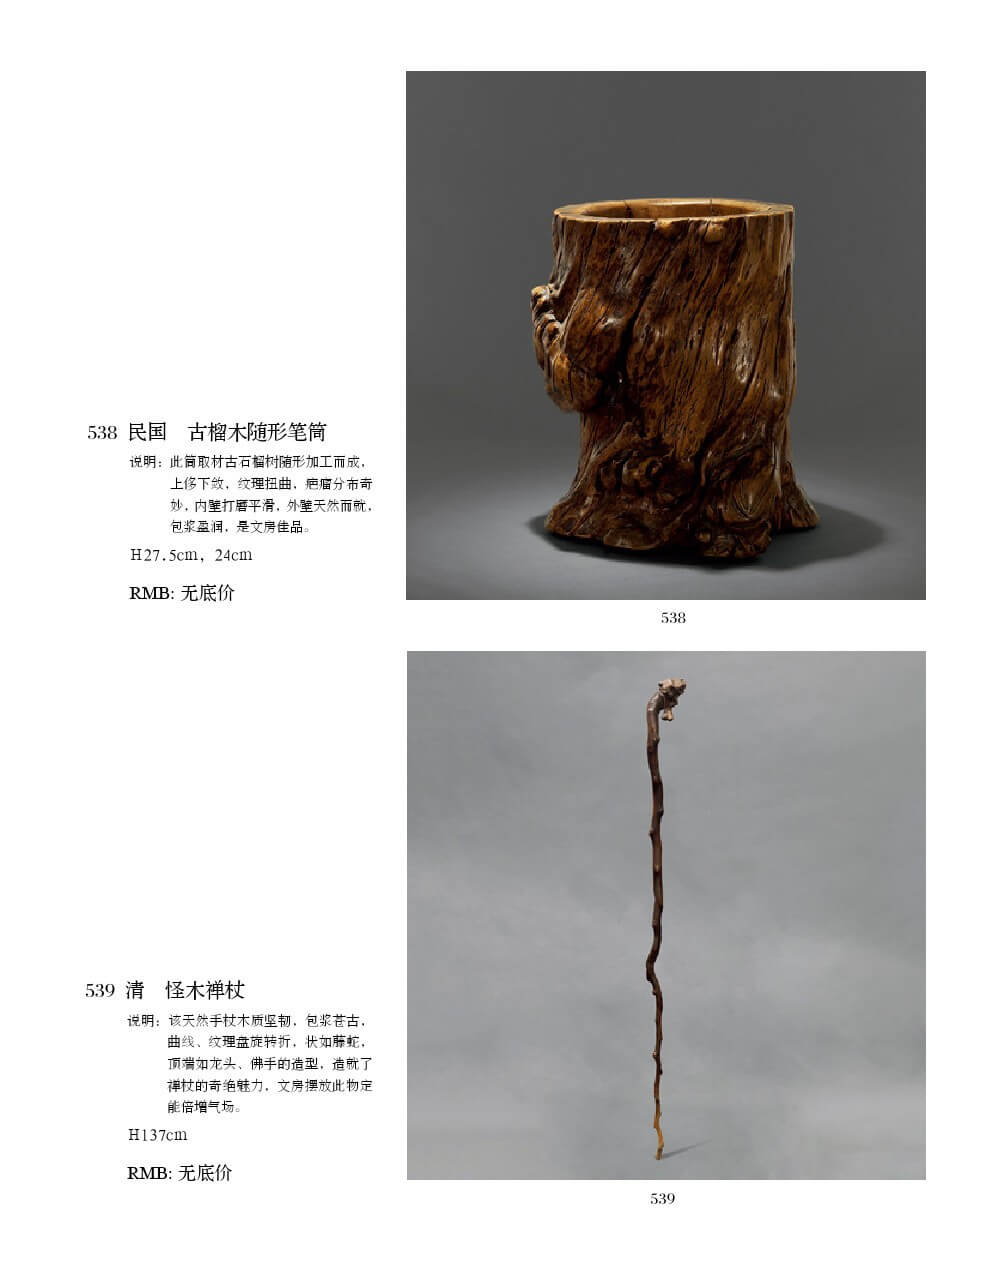 538 民国　古榴木随形笔筒
说明：此筒取材古石榴树随形加工而成，
上侈下敛，纹理扭曲，疤瘤分布奇
妙，内壁打磨平滑，外壁天然而就，
包浆盈润，是文房佳品。
H27.5cm，24cm
RMB: 无底价
538
539 清　怪木禅杖
说明：该天然手杖木质坚韧，包浆苍古，
曲线、纹理盘旋转折，状如藤蛇，
顶端如龙头、佛手的造型，造就了
禅杖的奇绝魅力，文房摆放此物定
能倍增气场。
H137cm
RMB: 无底价
539